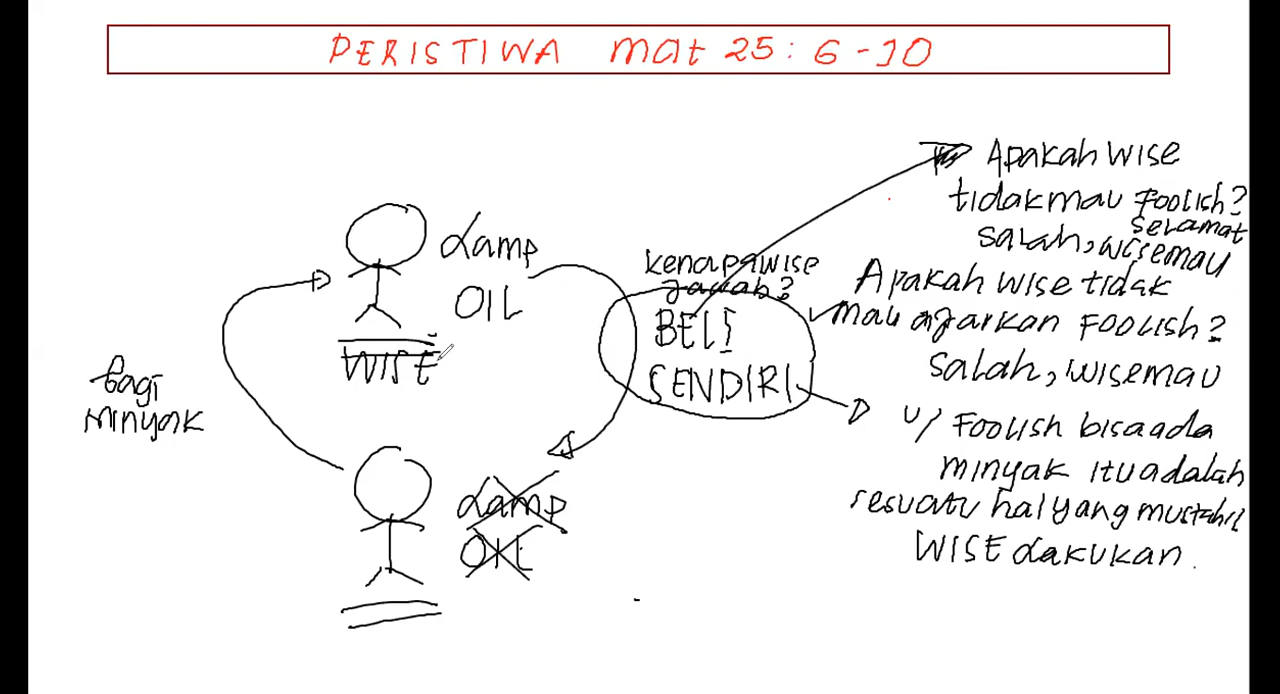 PERISTIWA mat 25: 6-10
Lamp
OIL
WISE
bagi
minyak
Lamp
OIL
kenapa wise
jawab?
BELI
SENDIRI
Apakah wise
tidak mau Foolish?
selamat
salah, wise mau
Apakah wise tidak
mau ajarkan Foolish?
salah, wise mau
u/ Foolish bisa ada
minyak itu adalah
sesuatu hal yang mustahil
WISE Lakukan.